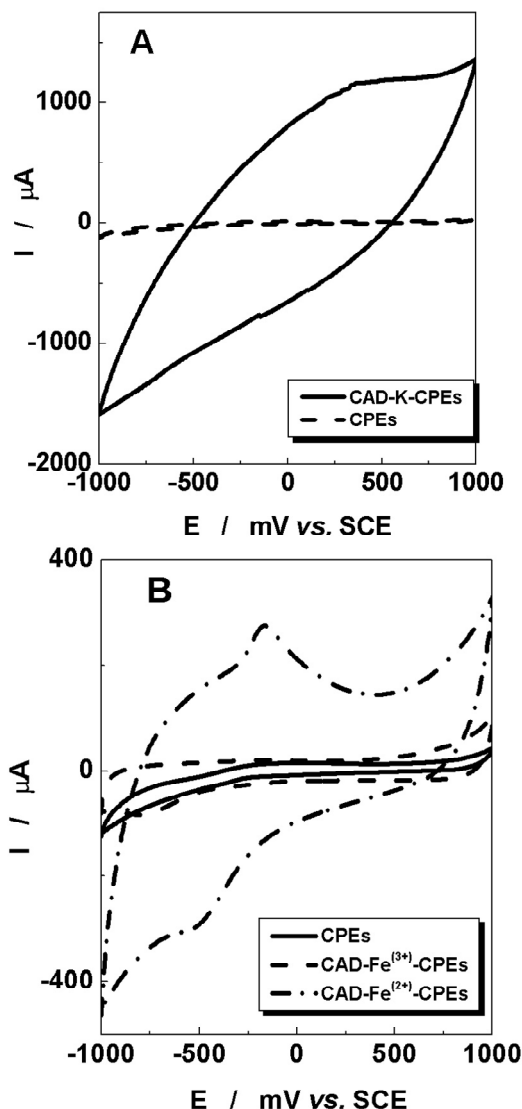 A
1000
0
-1000
-2000
I / μA
CAD-K-CPEs
CPEs
-1000 -500 0 500 1000
E / mV vs. SCE
B
400
0
-400
I / μA
CPEs
CAD-Fe(3+)-CPEs
CAD-Fe(2+)-CPEs
-1000 -500 0 500 1000
E / mV vs. SCE